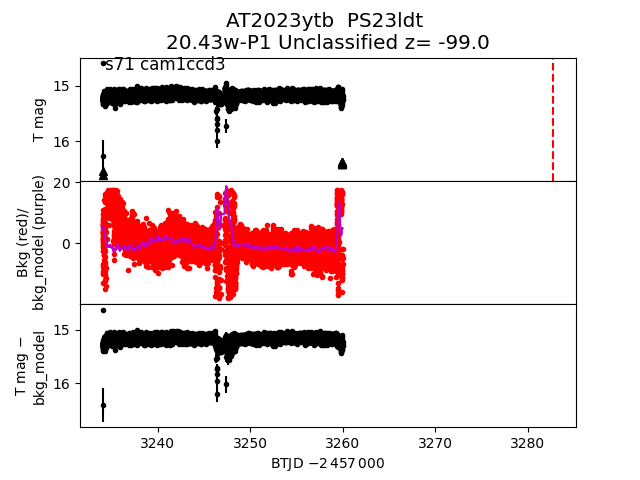 AT2023ytb  PS23ldt
20.43w-P1 Unclassified z= -99.0
s71 cam1ccd3
15
16
T mag
20
0
Bkg (red)/
bkg_model (purple)
15
16
T mag −
bkg_model
3240 3250 3260 3270 3280
BTJD −2 457 000